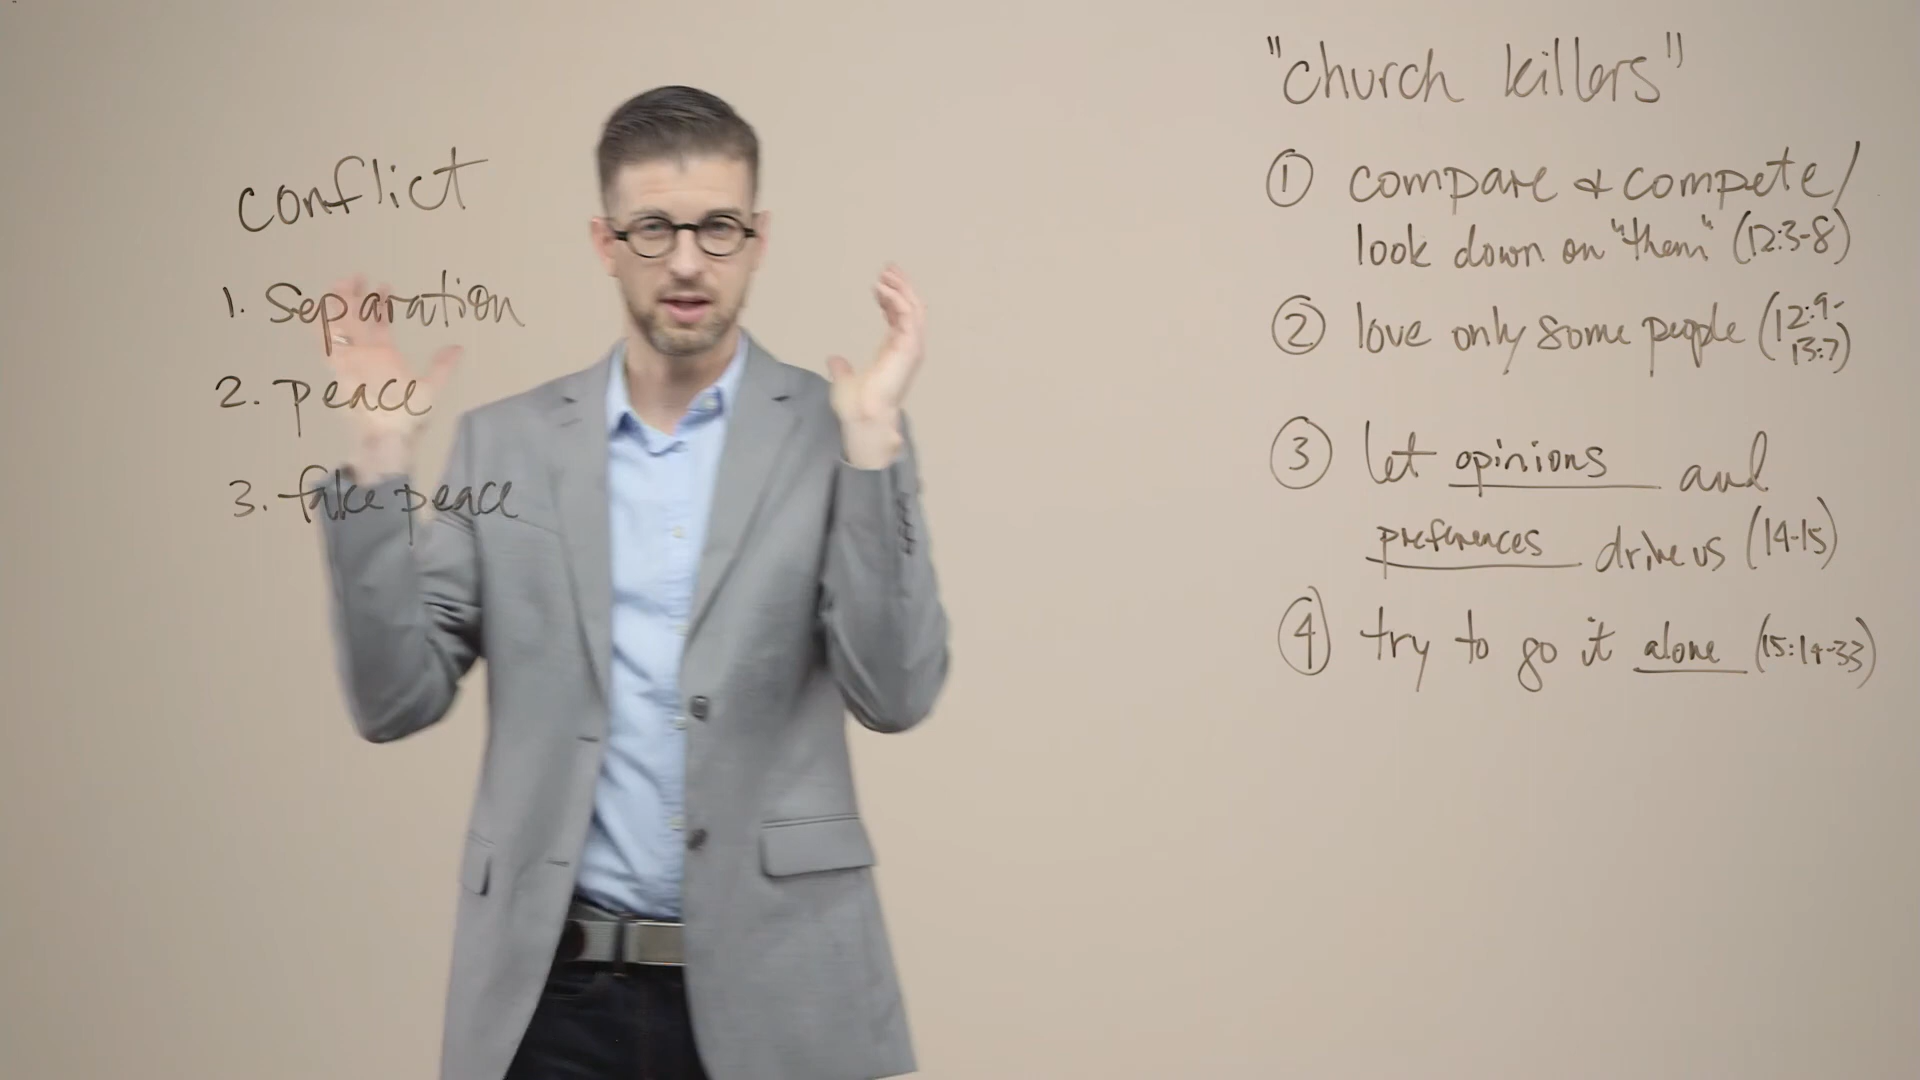 conflict
1. Separation
2. peace
3. fake peace
"church killers"
① compare & compete/
look down on "them" (12:3-8)
② love only some people (12:9-
13:7)
③ let opinions and
preferences drive us (14-15)
④ try to go it alone (15:14-33)